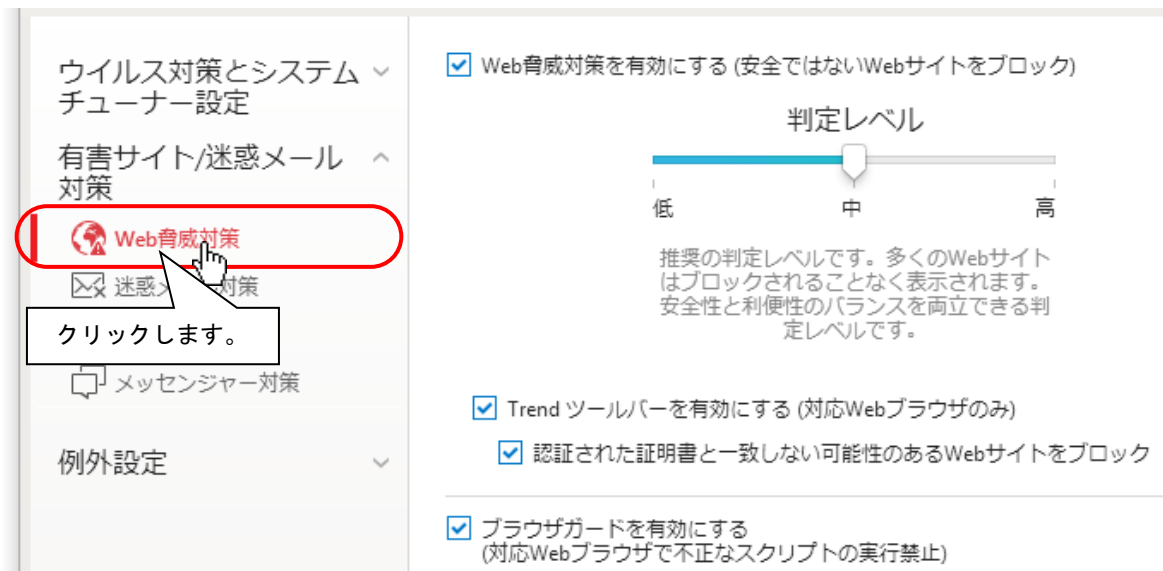 ウイルス対策とシステム
チューナー設定
有害サイト/迷惑メール
対策
Web脅威対策
迷惑 対策
クリックします。
メッセンジャー対策
例外設定
Web脅威対策を有効にする (安全ではないWebサイトをブロック)
判定レベル
低 中 高
推奨の判定レベルです。多くのWebサイト
はブロックされることなく表示されます。
安全性と利便性のバランスを両立できる判
定レベルです。
Trend ツールバーを有効にする (対応Webブラウザのみ)
認証された証明書と一致しない可能性のあるWebサイトをブロック
ブラウザガードを有効にする
(対応Webブラウザで不正なスクリプトの実行禁止)